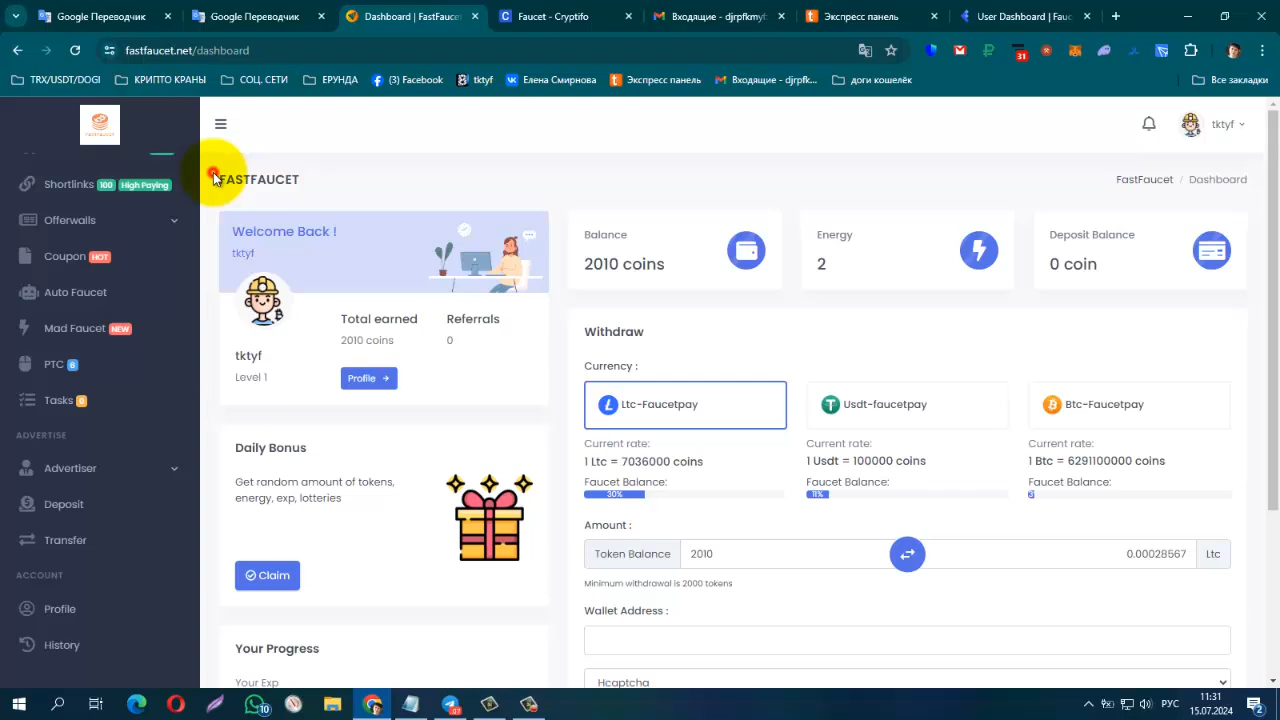 Google Переводчик
Google Переводчик
Dashboard | FastFaucet
Faucet - Cryptifo
Входящие - djrpfkmyt
Экспресс панель
User Dashboard | Fauc
fastfaucet.net/dashboard
31
TRX/USDT/DOGI
КРИПТО КРАНЫ
СОЦ. СЕТИ
ЕРУНДА
(3) Facebook
tktyf
Елена Смирнова
Экспресс панель
Входящие - djrpfk...
доги кошелёк
Все закладки
tktyf
Shortlinks 100 High Paying
Offerwalls
Coupon HOT
Auto Faucet
Mad Faucet NEW
PTC 6
Tasks 0
ADVERTISE
Advertiser
Deposit
Transfer
ACCOUNT
Profile
History
FASTFAUCET
FastFaucet / Dashboard
Welcome Back !
tktyf
Total earned
2010 coins
Referrals
0
tktyf
Level 1
Profile
Balance
2010 coins
Energy
2
Deposit Balance
0 coin
Daily Bonus
Get random amount of tokens,
energy, exp, lotteries
Claim
Your Progress
Your Exp
Withdraw
Currency :
Ltc-Faucetpay
Usdt-faucetpay
Btc-Faucetpay
Current rate:
1 Ltc = 7036000 coins
Faucet Balance:
30%
Current rate:
1 Usdt = 100000 coins
Faucet Balance:
11%
Current rate:
1 Btc = 6291100000 coins
Faucet Balance:
Amount :
Token Balance 2010
0.00028567 Ltc
Minimum withdrawal is 2000 tokens
Wallet Address :
Hcaptcha
10
РУС
11:31
15.07.2024
2